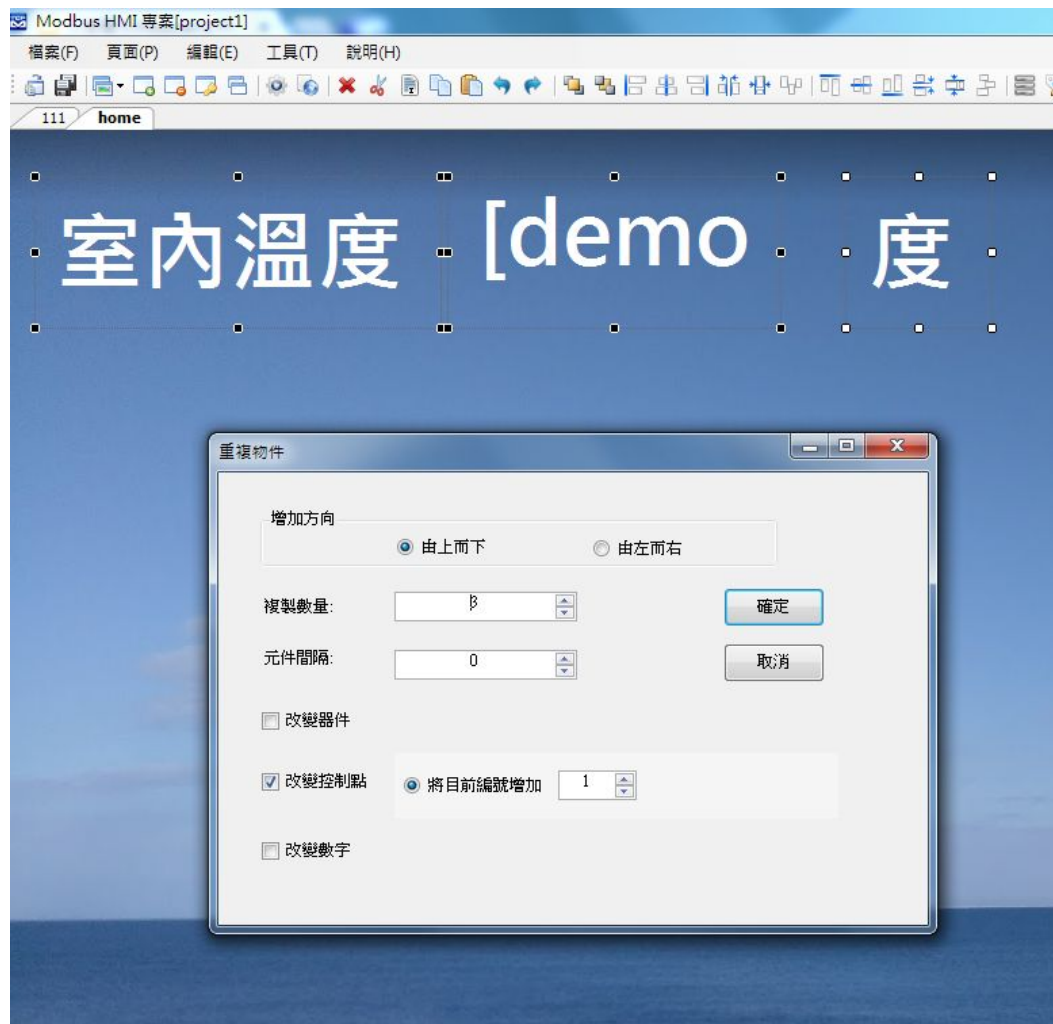 Modbus HMI 專案[project1]
檔案(F) 頁面(P) 編輯(E) 工具(T) 說明(H)
111 home
室內溫度 [demo 度
重複物件
增加方向
由上而下 由左而右
複製數量: 3 確定
元件間隔: 0 取消
改變器件
改變控制點 將目前編號增加 1
改變數字